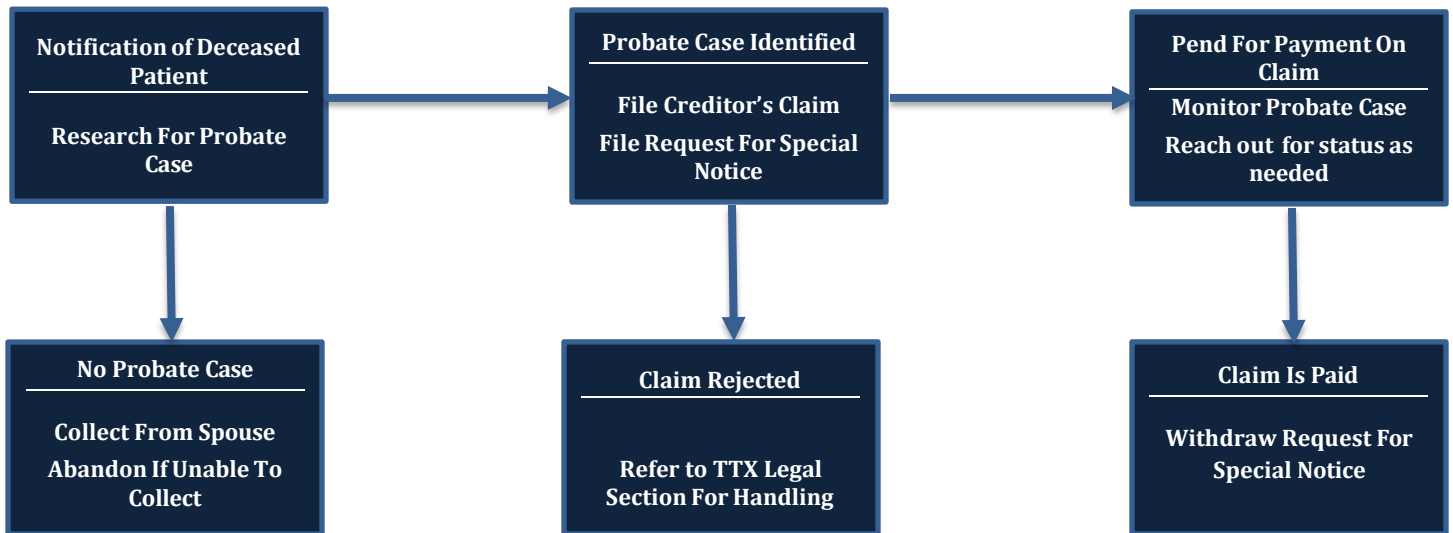 Notification of Deceased
Patient
Research For Probate
Case
Probate Case Identified
File Creditor's Claim
File Request For Special
Notice
Pend For Payment On
Claim
Monitor Probate Case
Reach out for status as
needed
No Probate Case
Collect From Spouse
Abandon If Unable To
Collect
Claim Rejected
Refer to TTX Legal
Section For Handling
Claim Is Paid
Withdraw Request For
Special Notice